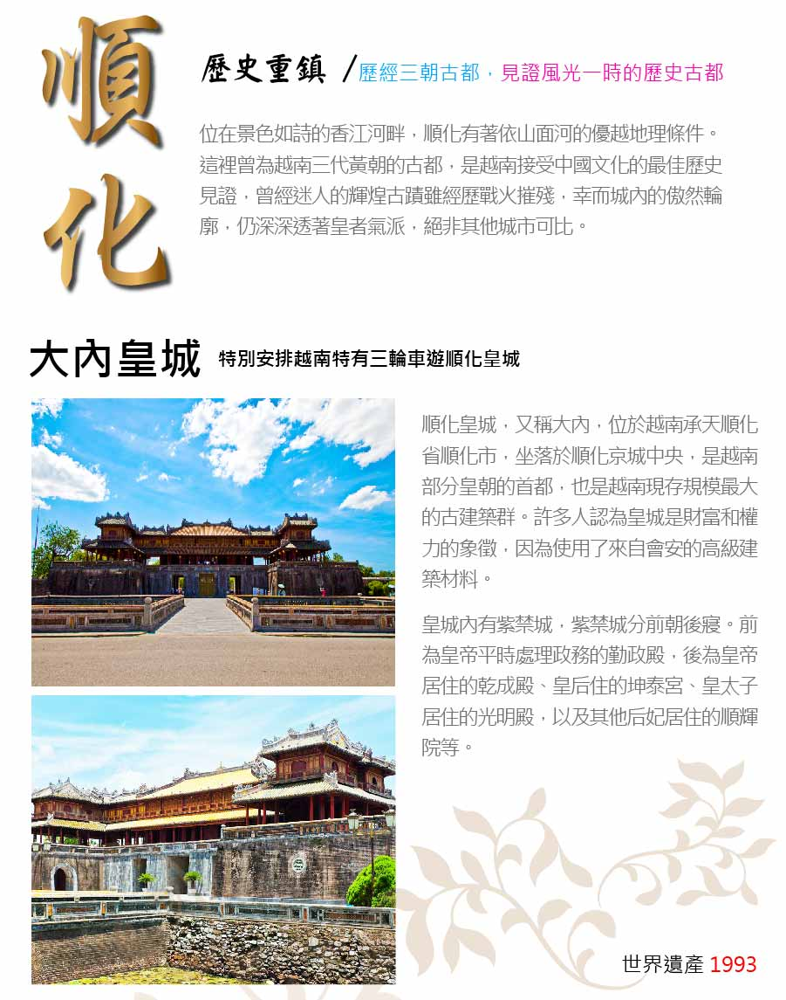 順化
歷史重鎮 /歷經三朝古都，見證風光一時的歷史古都
位在景色如詩的香江河畔，順化有著依山面河的優越地理條件。
這裡曾為越南三代黃朝的古都，是越南接受中國文化的最佳歷史
見證，曾經迷人的輝煌古蹟雖經歷戰火摧殘，幸而城內的傲然輪
廓，仍深深透著皇者氣派，絕非其他城市可比。
大內皇城 特別安排越南特有三輪車遊順化皇城
順化皇城，又稱大內，位於越南承天順化
省順化市，坐落於順化京城中央，是越南
部分皇朝的首都，也是越南現存規模最大
的古建築群。許多人認為皇城是財富和權
力的象徵，因為使用了來自會安的高級建
築材料。
皇城內有紫禁城，紫禁城分前朝後寢。前
為皇帝平時處理政務的勤政殿，後為皇帝
居住的乾成殿、皇后住的坤泰宮、皇太子
居住的光明殿，以及其他后妃居住的順輝
院等。
世界遺產 1993